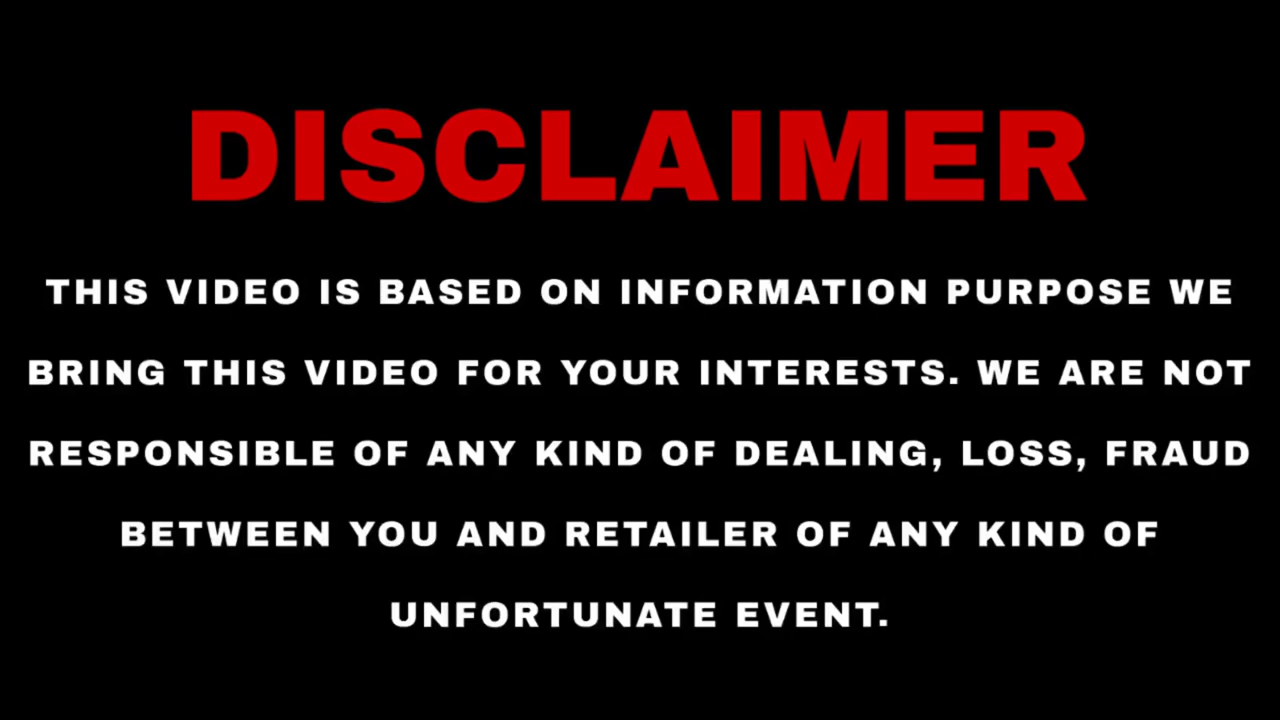 DISCLAIMER
THIS VIDEO IS BASED ON INFORMATION PURPOSE WE
BRING THIS VIDEO FOR YOUR INTERESTS. WE ARE NOT
RESPONSIBLE OF ANY KIND OF DEALING, LOSS, FRAUD
BETWEEN YOU AND RETAILER OF ANY KIND OF
UNFORTUNATE EVENT.